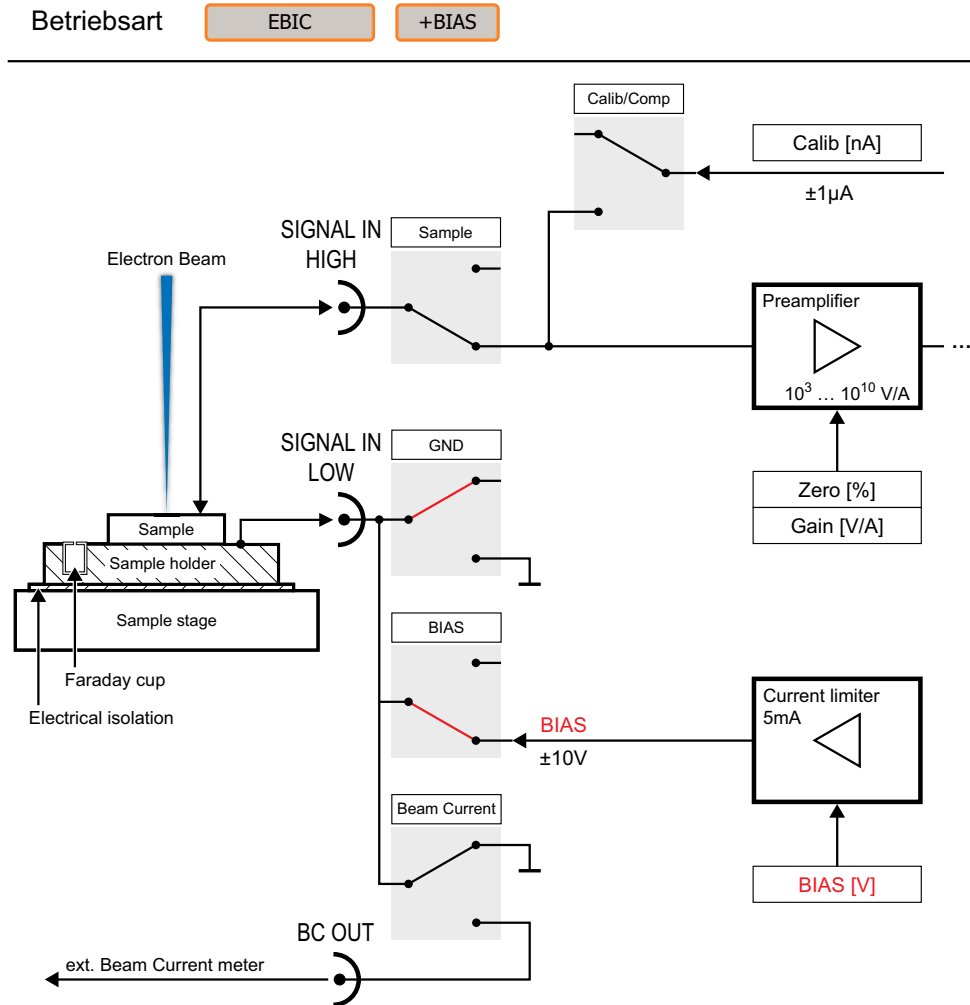 Betriebsart EBIC +BIAS
Calib/Comp
Calib [nA]
±1µA
SIGNAL IN
HIGH
Sample
Electron Beam
Preamplifier
10³ … 10¹⁰ V/A
...
SIGNAL IN
LOW
GND
Zero [%]
Gain [V/A]
Sample
Sample holder
Sample stage
Faraday cup
Electrical isolation
BIAS
BIAS
±10V
Current limiter
5mA
Beam Current
BIAS [V]
BC OUT
ext. Beam Current meter